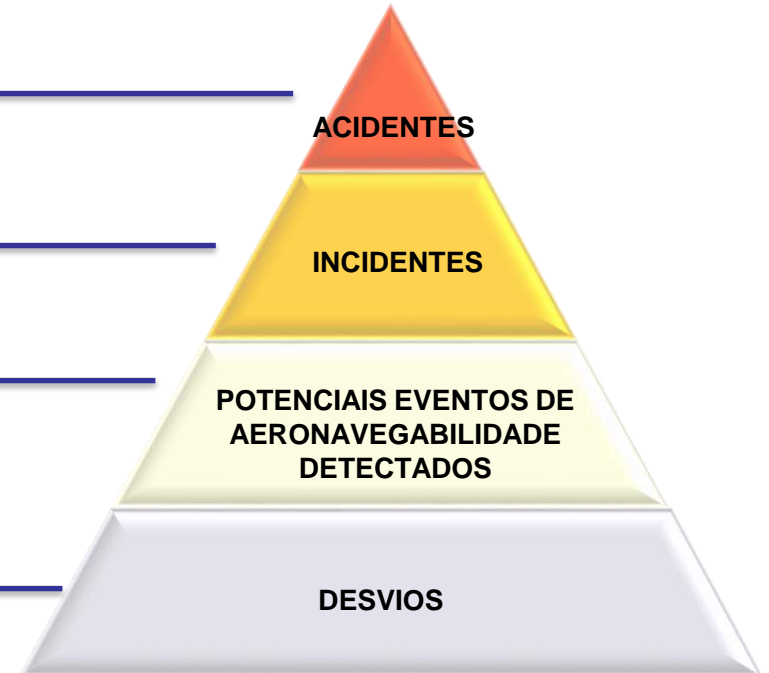 ACIDENTES
INCIDENTES
POTENCIAIS EVENTOS DE
AERONAVEGABILIDADE
DETECTADOS
DESVIOS